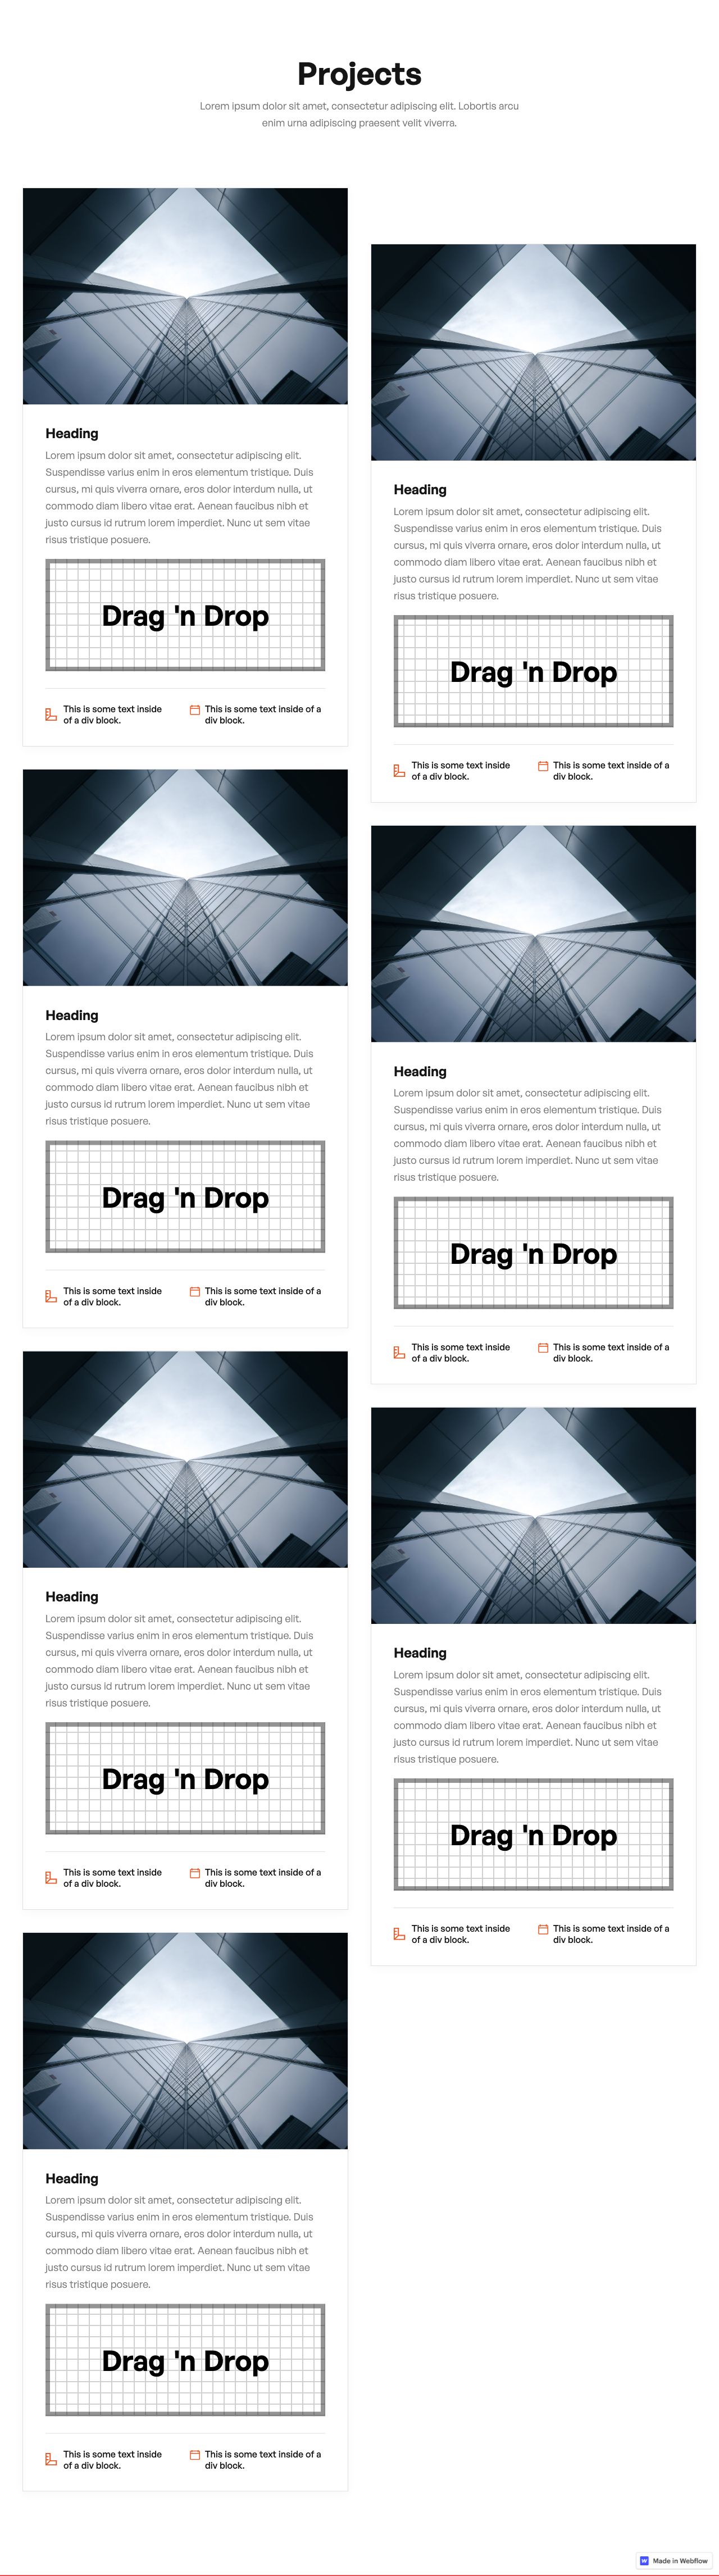 Projects
Lorem ipsum dolor sit amet, consectetur adipiscing elit. Lobortis arcu
enim urna adipiscing praesent velit viverra.
Heading
Lorem ipsum dolor sit amet, consectetur adipiscing elit.
Suspendisse varius enim in eros elementum tristique. Duis
cursus, mi quis viverra ornare, eros dolor interdum nulla, ut
commodo diam libero vitae erat. Aenean faucibus nibh et
justo cursus id rutrum lorem imperdiet. Nunc ut sem vitae
risus tristique posuere.
Drag 'n Drop
This is some text inside
of a div block.
This is some text inside of a
div block.
Heading
Lorem ipsum dolor sit amet, consectetur adipiscing elit.
Suspendisse varius enim in eros elementum tristique. Duis
cursus, mi quis viverra ornare, eros dolor interdum nulla, ut
commodo diam libero vitae erat. Aenean faucibus nibh et
justo cursus id rutrum lorem imperdiet. Nunc ut sem vitae
risus tristique posuere.
Drag 'n Drop
This is some text inside
of a div block.
This is some text inside of a
div block.
Heading
Lorem ipsum dolor sit amet, consectetur adipiscing elit.
Suspendisse varius enim in eros elementum tristique. Duis
cursus, mi quis viverra ornare, eros dolor interdum nulla, ut
commodo diam libero vitae erat. Aenean faucibus nibh et
justo cursus id rutrum lorem imperdiet. Nunc ut sem vitae
risus tristique posuere.
Drag 'n Drop
This is some text inside
of a div block.
This is some text inside of a
div block.
Heading
Lorem ipsum dolor sit amet, consectetur adipiscing elit.
Suspendisse varius enim in eros elementum tristique. Duis
cursus, mi quis viverra ornare, eros dolor interdum nulla, ut
commodo diam libero vitae erat. Aenean faucibus nibh et
justo cursus id rutrum lorem imperdiet. Nunc ut sem vitae
risus tristique posuere.
Drag 'n Drop
This is some text inside
of a div block.
This is some text inside of a
div block.
Heading
Lorem ipsum dolor sit amet, consectetur adipiscing elit.
Suspendisse varius enim in eros elementum tristique. Duis
cursus, mi quis viverra ornare, eros dolor interdum nulla, ut
commodo diam libero vitae erat. Aenean faucibus nibh et
justo cursus id rutrum lorem imperdiet. Nunc ut sem vitae
risus tristique posuere.
Drag 'n Drop
This is some text inside
of a div block.
This is some text inside of a
div block.
Heading
Lorem ipsum dolor sit amet, consectetur adipiscing elit.
Suspendisse varius enim in eros elementum tristique. Duis
cursus, mi quis viverra ornare, eros dolor interdum nulla, ut
commodo diam libero vitae erat. Aenean faucibus nibh et
justo cursus id rutrum lorem imperdiet. Nunc ut sem vitae
risus tristique posuere.
Drag 'n Drop
This is some text inside
of a div block.
This is some text inside of a
div block.
Heading
Lorem ipsum dolor sit amet, consectetur adipiscing elit.
Suspendisse varius enim in eros elementum tristique. Duis
cursus, mi quis viverra ornare, eros dolor interdum nulla, ut
commodo diam libero vitae erat. Aenean faucibus nibh et
justo cursus id rutrum lorem imperdiet. Nunc ut sem vitae
risus tristique posuere.
Drag 'n Drop
This is some text inside
of a div block.
This is some text inside of a
div block.
Made in Webflow